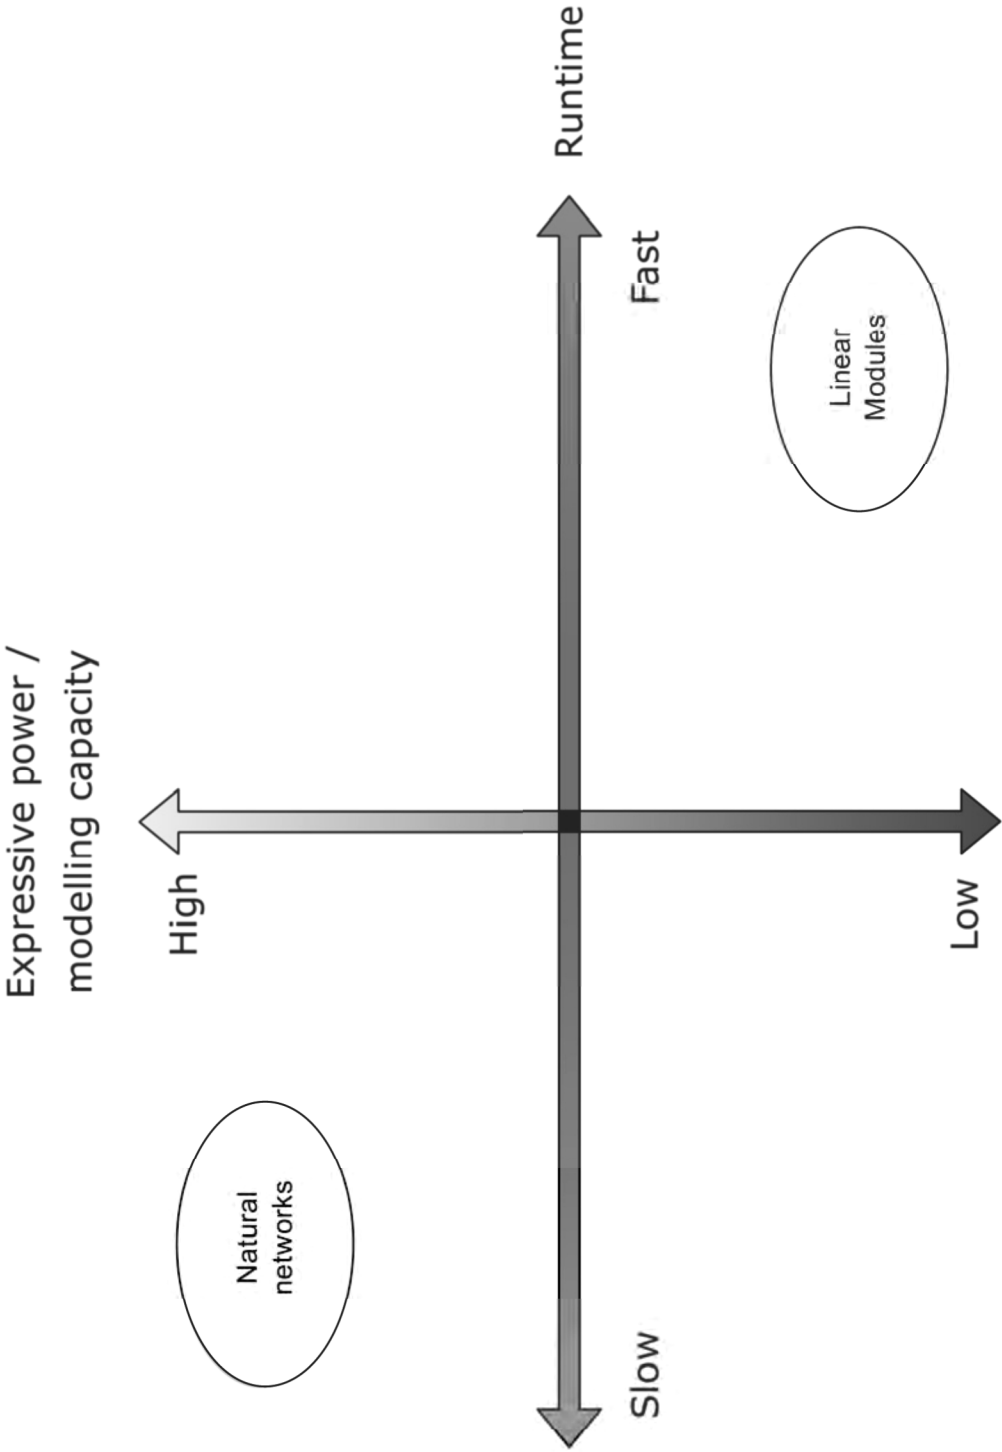 Expressive power /
modelling capacity
High
Natural
networks
Runtime
Slow
Fast
Linear
Modules
Low